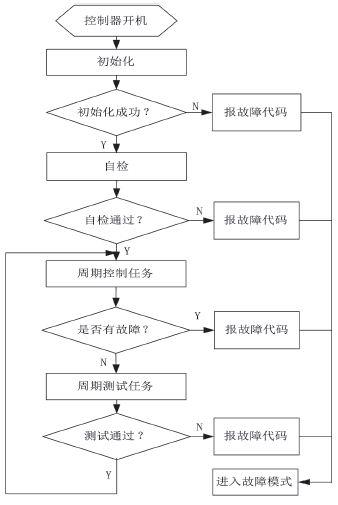 控制器开机
初始化
初始化成功？
N
报故障代码
Y
自检
自检通过？
N
报故障代码
Y
周期控制任务
是否有故障？
Y
报故障代码
N
周期测试任务
测试通过？
N
报故障代码
Y
进入故障模式